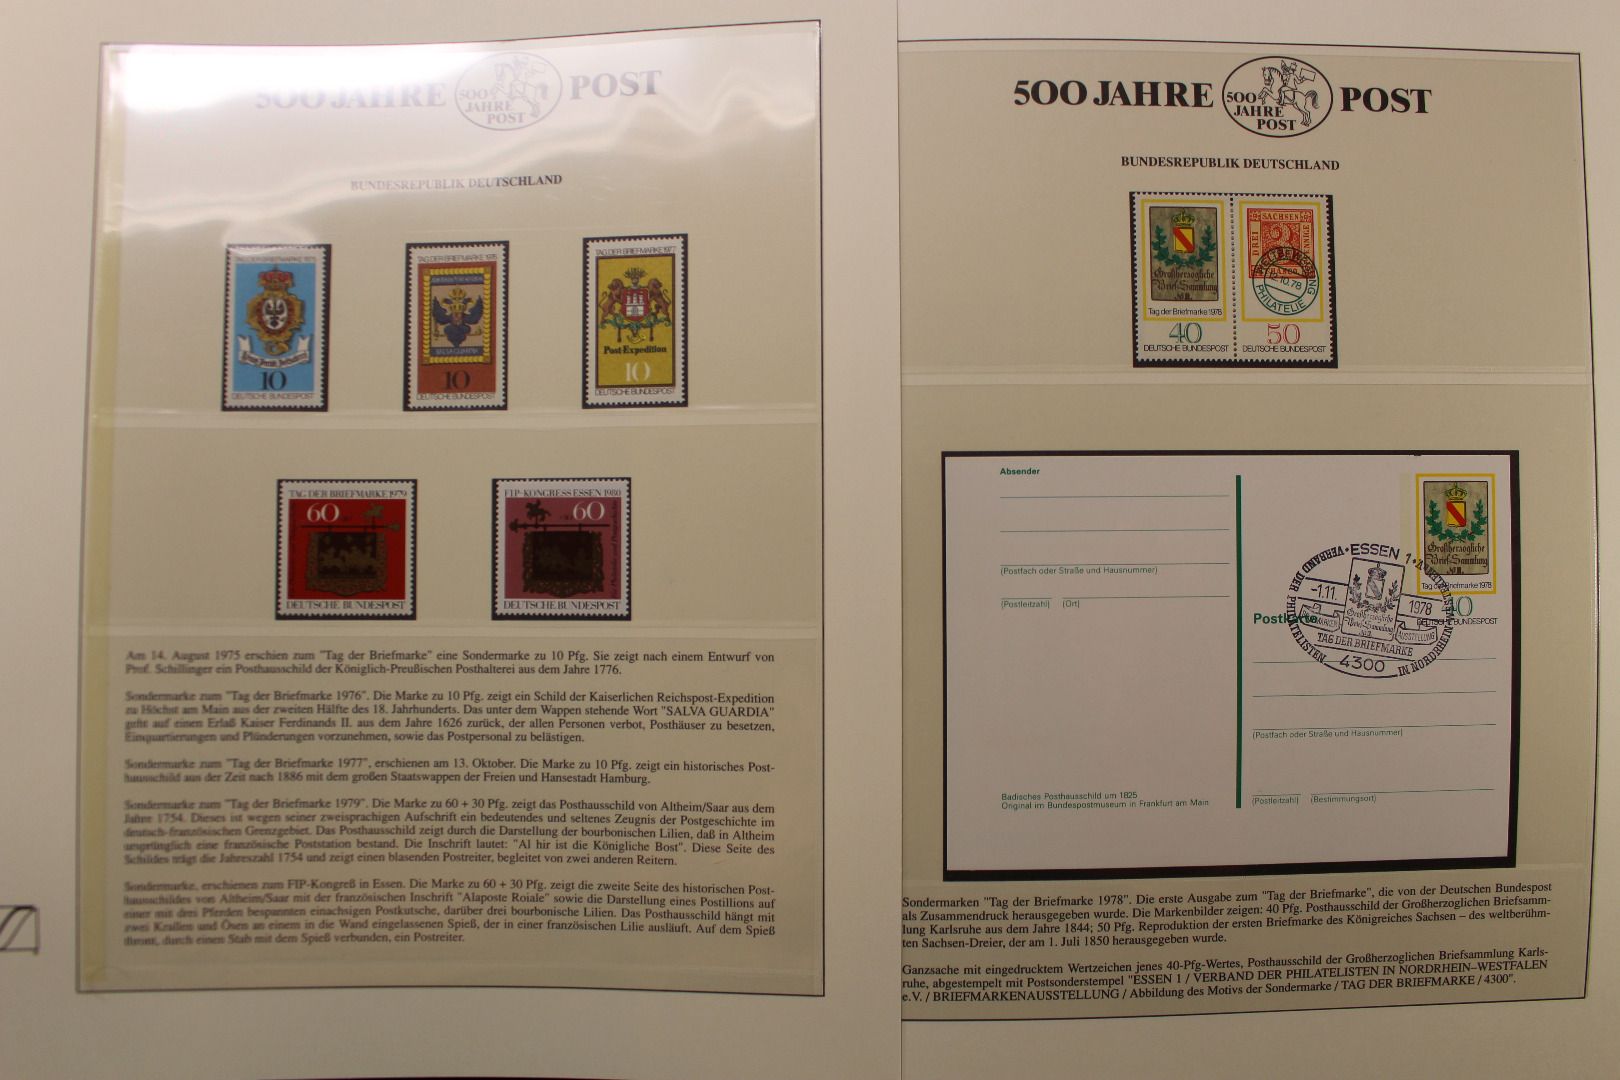 500 JAHRE POST
500
JAHRE
POST
BUNDESREPUBLIK DEUTSCHLAND
TAG DER BRIEFMARKE 1975
10
DEUTSCHE BUNDESPOST
TAG DER BRIEFMARKE 1976
SALVA GUARDIA
10
DEUTSCHE BUNDESPOST
TAG DER BRIEFMARKE 1977
Post-Expedition
10
DEUTSCHE BUNDESPOST
TAG DER BRIEFMARKE 1979
60
DEUTSCHE BUNDESPOST
FIP-KONGRESS ESSEN 1980
60
DEUTSCHE BUNDESPOST
Am 14. August 1975 erschien zum "Tag der Briefmarke" eine Sondermarke zu 10 Pfg. Sie zeigt nach einem Entwurf von
Prof. Schillinger ein Posthausschild der Königlich-Preußischen Posthalterei aus dem Jahre 1776.
Sondermarke zum "Tag der Briefmarke 1976". Die Marke zu 10 Pfg. zeigt ein Schild der Kaiserlichen Reichspost-Expedition
zu Höchst am Main aus der zweiten Hälfte des 18. Jahrhunderts. Das unter dem Wappen stehende Wort "SALVA GUARDIA"
geht auf einen Erlaß Kaiser Ferdinands II. aus dem Jahre 1626 zurück, der allen Personen verbot, Posthäuser zu besetzen,
Einquartierungen und Plünderungen vorzunehmen, sowie das Postpersonal zu belästigen.
Sondermarke zum "Tag der Briefmarke 1977", erschienen am 13. Oktober. Die Marke zu 10 Pfg. zeigt ein historisches Post-
hausschild aus der Zeit nach 1886 mit dem großen Staatswappen der Freien und Hansestadt Hamburg.
Sondermarke zum "Tag der Briefmarke 1979". Die Marke zu 60 + 30 Pfg. zeigt das Posthausschild von Altheim/Saar aus dem
Jahre 1754. Dieses ist wegen seiner zweisprachigen Aufschrift ein bedeutendes und seltenes Zeugnis der Postgeschichte im
deutsch-französischen Grenzgebiet. Das Posthausschild zeigt durch die Darstellung der bourbonischen Lilien, daß in Altheim
ursprünglich eine französische Poststation bestand. Die Inschrift lautet: "Al hir ist die Königliche Bost". Diese Seite des
Schildes trägt die Jahreszahl 1754 und zeigt einen blasenden Postreiter, begleitet von zwei anderen Reitern.
Sondermarke, erschienen zum FIP-Kongreß in Essen. Die Marke zu 60 + 30 Pfg. zeigt die zweite Seite des historischen Post-
hausschildes von Altheim/Saar mit der französischen Inschrift "Alaposte Roiale" sowie die Darstellung eines Postillions auf
einer mit drei Pferden bespannten einachsigen Postkutsche, darüber drei bourbonische Lilien. Das Posthausschild hängt mit
zwei Krallen und Ösen an einem in die Wand eingelassenen Spieß, der in einer französischen Lilie ausläuft. Auf dem Spieß
thront, durch einen Stab mit dem Spieß verbunden, ein Postreiter.
500 JAHRE POST
500
JAHRE
POST
BUNDESREPUBLIK DEUTSCHLAND
Großherzogliche
Brief-Sammlung
Tag der Briefmarke 1978
40
DEUTSCHE BUNDESPOST
SACHSEN
DREI
3
PFENNIGE
FRANCO
WELTBEWEGUNG
12.10.78
PHILATELIE
50
DEUTSCHE BUNDESPOST
Absender
(Postfach oder Straße und Hausnummer)
(Postleitzahl) (Ort)
Badisches Posthausschild um 1825
Original im Bundespostmuseum in Frankfurt am Main
Großherzogliche
Brief-Sammlung
Tag der Briefmarke 1978
40
DEUTSCHE BUNDESPOST
Postkarte
ESSEN 1
VERBAND DER PHILATELISTEN IN NORDRHEIN-WESTFALEN e.V.
-1.11. 1978
BRIEFMARKEN AUSSTELLUNG
Großherzogliche
Brief-Sammlung
TAG DER BRIEFMARKE
4300
(Postfach oder Straße und Hausnummer)
(Postleitzahl) (Bestimmungsort)
Sondermarken "Tag der Briefmarke 1978". Die erste Ausgabe zum "Tag der Briefmarke", die von der Deutschen Bundespost
als Zusammendruck herausgegeben wurde. Die Markenbilder zeigen: 40 Pfg. Posthausschild der Großherzoglichen Briefsamm-
lung Karlsruhe aus dem Jahre 1844; 50 Pfg. Reproduktion der ersten Briefmarke des Königreiches Sachsen – des weltberühm-
ten Sachsen-Dreier, der am 1. Juli 1850 herausgegeben wurde.
Ganzsache mit eingedrucktem Wertzeichen jenes 40-Pfg-Wertes, Posthausschild der Großherzoglichen Briefsammlung Karls-
ruhe, abgestempelt mit Postsonderstempel "ESSEN 1 / VERBAND DER PHILATELISTEN IN NORDRHEIN–WESTFALEN
e.V. / BRIEFMARKENAUSSTELLUNG / Abbildung des Motivs der Sondermarke / TAG DER BRIEFMARKE / 4300".